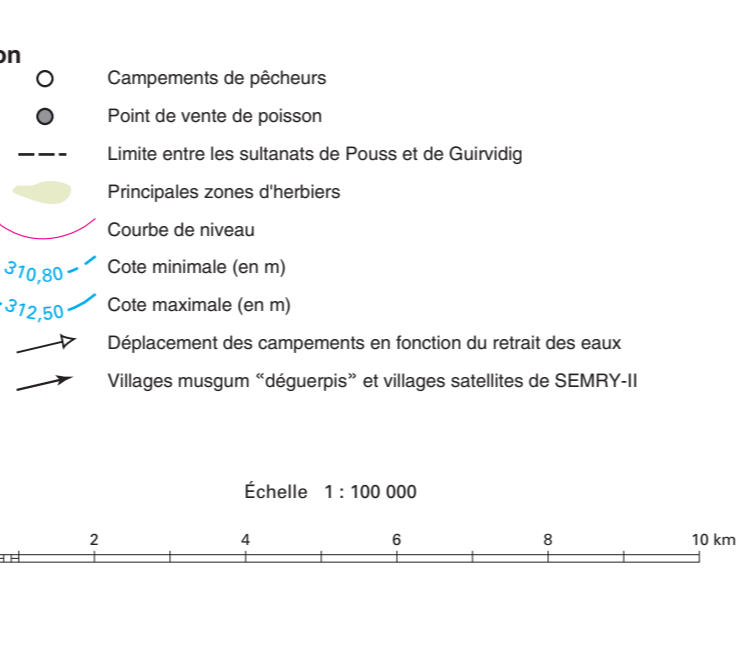 on
Campements de pêcheurs
Point de vente de poisson
Limite entre les sultanats de Pouss et de Guirvidig
Principales zones d'herbiers
Courbe de niveau
310,80 Cote minimale (en m)
312,50 Cote maximale (en m)
Déplacement des campements en fonction du retrait des eaux
Villages musgum “déguerpis” et villages satellites de SEMRY-II
Échelle 1 : 100 000
2 4 6 8 10 km